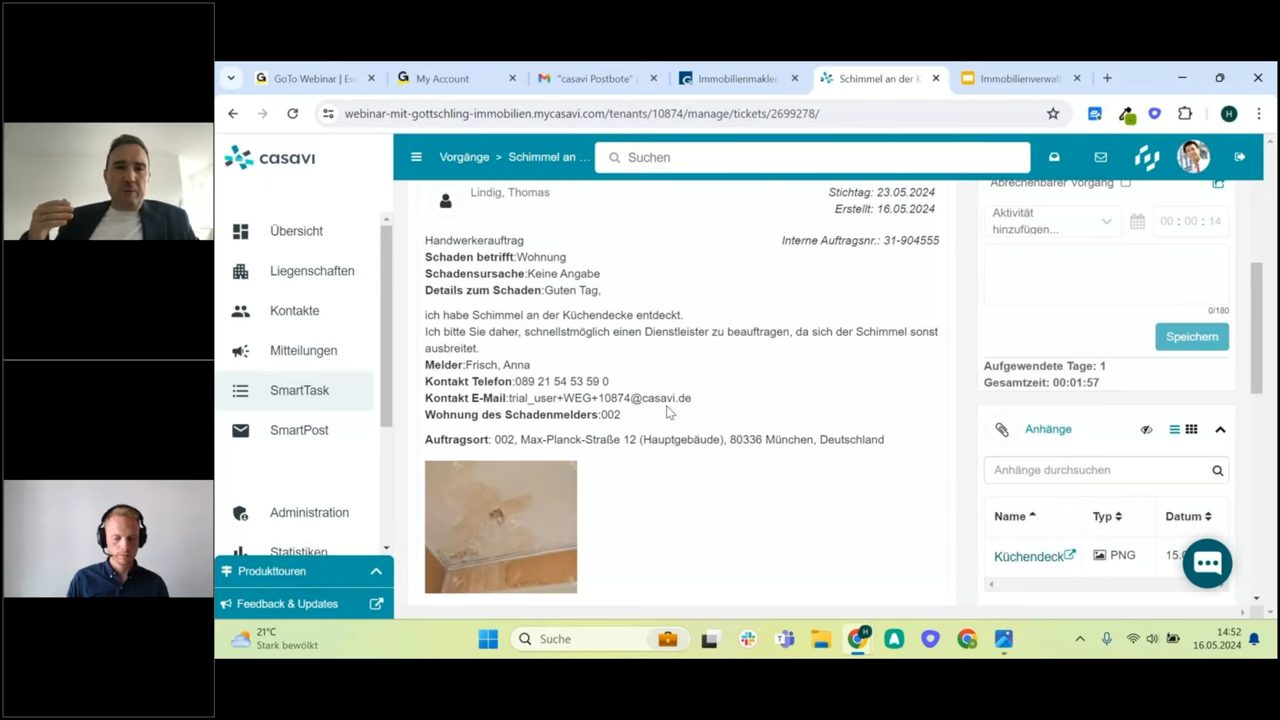 GoTo Webinar | Ev
My Account
"casavi Postbote"
Immobilienmakler
Schimmel an der K
Immobilienverwal
webinar-mit-gottschling-immobilien.mycasavi.com/tenants/10874/manage/tickets/2699278/
H
casavi
Vorgänge > Schimmel an ...
Suchen
Übersicht
Liegenschaften
Kontakte
Mitteilungen
SmartTask
SmartPost
Administration
Statistiken
Produkttouren
Feedback & Updates
Lindig, Thomas
Stichtag: 23.05.2024
Erstellt: 16.05.2024
Handwerkerauftrag
Interne Auftragsnr.: 31-904555
Schaden betrifft:Wohnung
Schadensursache:Keine Angabe
Details zum Schaden:Guten Tag,
ich habe Schimmel an der Küchendecke entdeckt.
Ich bitte Sie daher, schnellstmöglich einen Dienstleister zu beauftragen, da sich der Schimmel sonst
ausbreitet.
Melder:Frisch, Anna
Kontakt Telefon:089 21 54 53 59 0
Kontakt E-Mail:trial_user+WEG+10874@casavi.de
Wohnung des Schadenmelders:002
Auftragsort: 002, Max-Planck-Straße 12 (Hauptgebäude), 80336 München, Deutschland
Abrechenbarer Vorgang
Aktivität
hinzufügen...
00 : 00 : 14
0/180
Speichern
Aufgewendete Tage: 1
Gesamtzeit: 00:01:57
Anhänge
Anhänge durchsuchen
Name
Typ
Datum
Küchendeck
PNG
15.0
21°C
Stark bewölkt
Suche
14:52
16.05.2024